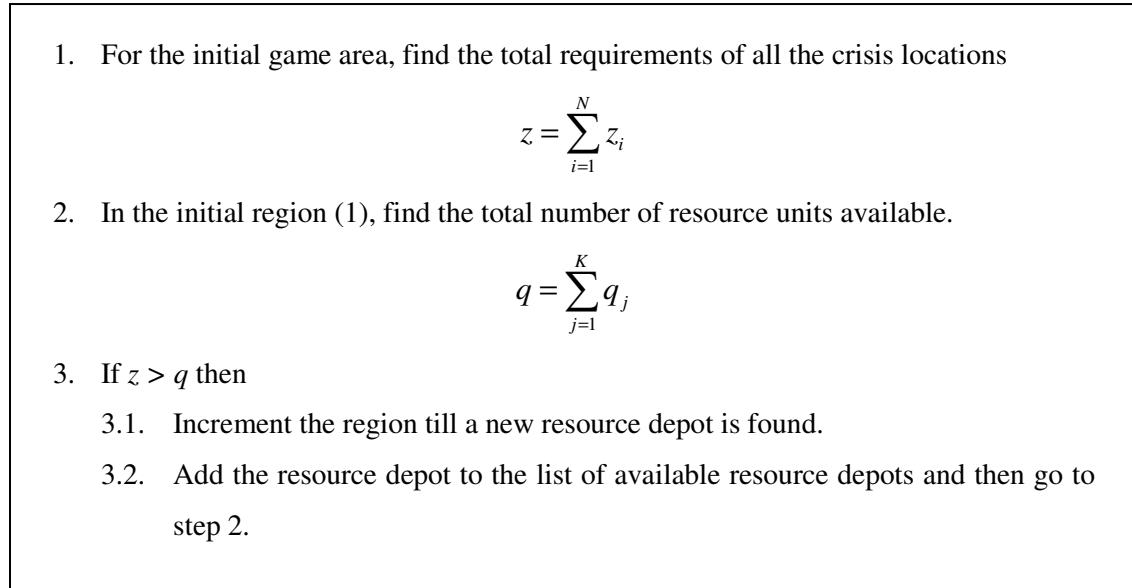 1. For the initial game area, find the total requirements of all the crisis locations
$z = \sum_{i=1}^{N} z_i$
2. In the initial region (1), find the total number of resource units available.
$q = \sum_{j=1}^{K} q_j$
3. If z > q then
3.1. Increment the region till a new resource depot is found.
3.2. Add the resource depot to the list of available resource depots and then go to
step 2.